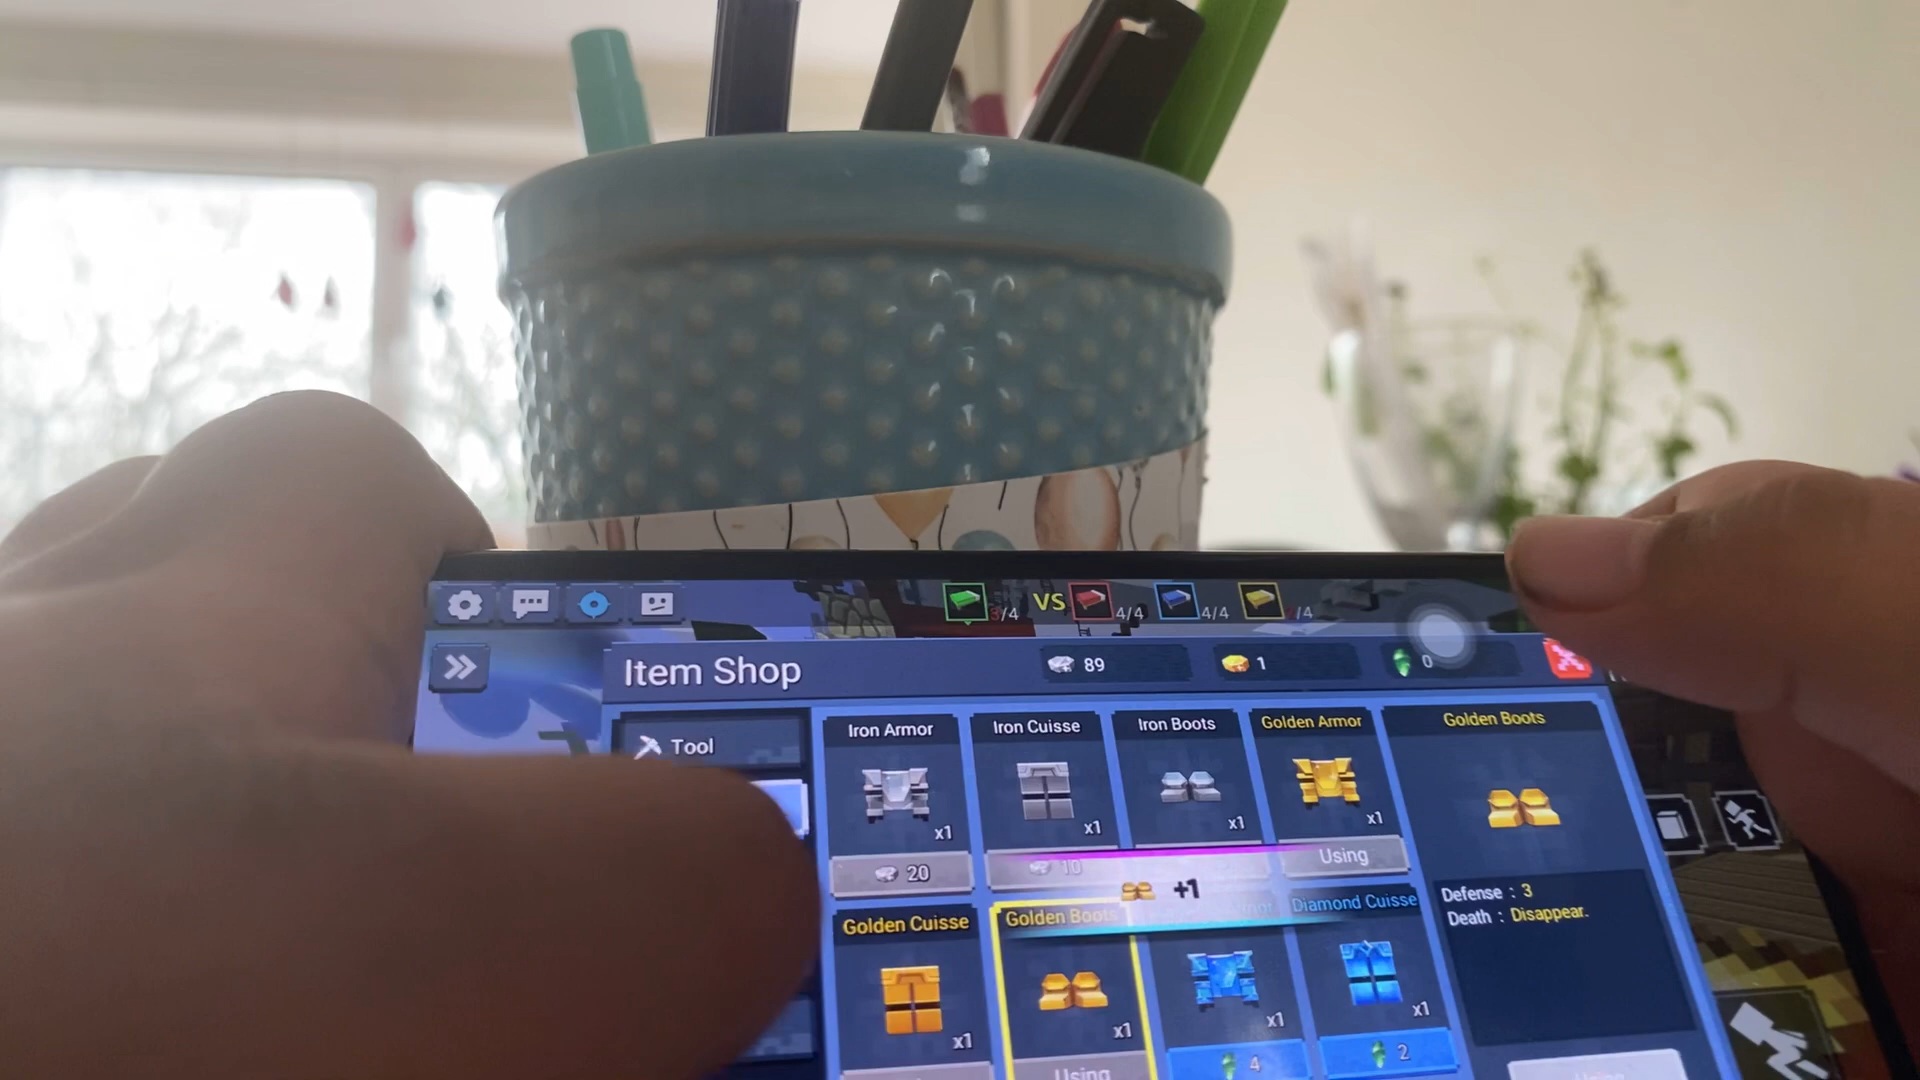 3/4 VS 4/4 4/4 /4
Item Shop 89 1 0
Tool
Iron Armor Iron Cuisse Iron Boots Golden Armor Golden Boots
x1 x1 x1 x1
20 10 Using
+1
Defense : 3
Death : Disappear.
Golden Cuisse Golden Boots Diamond Cuisse
x1 x1 x1 x1
Using 4 2